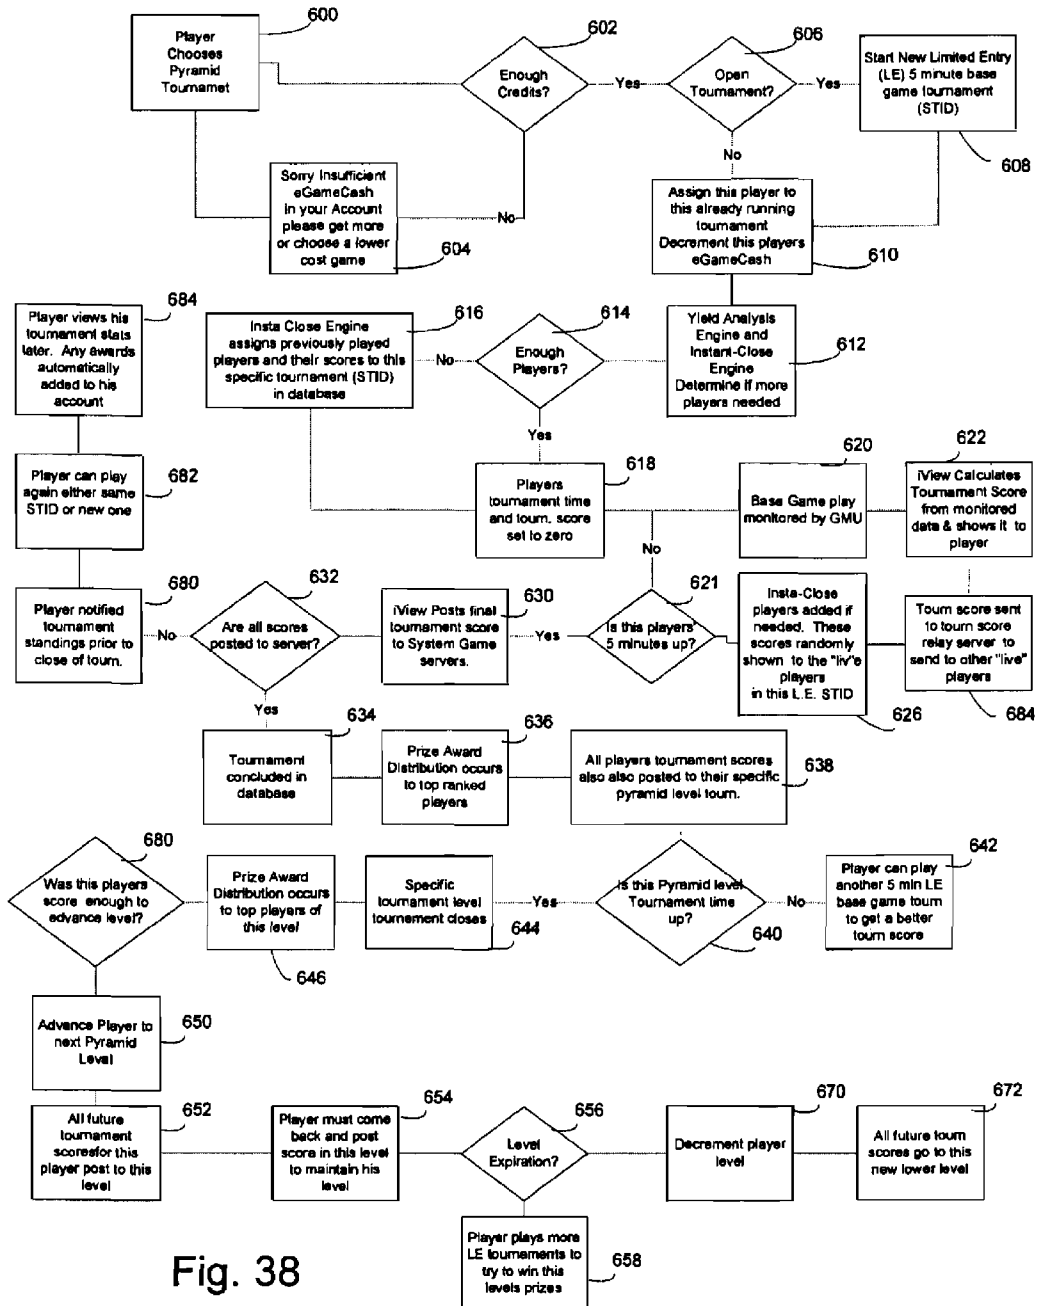 600
Player
Chooses
Pyramid
Tournamet
602
Enough
Credits?
Yes
606
Open
Tournament?
Yes
Start New Limited Entry
(LE) 5 minute base
game tournament
(STID)
608
No
No
Sorry Insufficient
eGameCash
in your Account
please get more
or choose a lower
cost game
604
Assign this player to
this already running
tournament
Decrement this players
eGameCash
610
684
Player views his
tournament stats
later. Any awards
automatically
added to his
account
616
Insta Close Engine
assigns previously played
players and their scores to this
specific tournament (STID)
in database
No
614
Enough
Players?
Yield Analysis
Engine and
Instant-Close
Engine
Determine if more
players needed
612
Yes
682
Player can play
again either same
STID or new one
618
Players
tournament time
and tourn. score
set to zero
620
Base Game play
monitored by GMU
622
iView Calculates
Tournament Score
from monitored
data & shows it to
player
No
680
Player notified
tournament
standings prior to
close of tourn.
No
632
Are all scores
posted to server?
630
iView Posts final
tournament score
to System Game
servers.
Yes
621
Is this players'
5 minutes up?
Insta-Close
players added if
needed. These
scores randomly
shown to the "liv"e
players
in this L.E. STID
626
Tourn score sent
to tourn score
relay server to
send to other "live"
players
684
Yes
634
Tournament
concluded in
database
636
Prize Award
Distribution occurs
to top ranked
players
All players tournament scores
also also posted to their specific
pyramid level tourn.
638
680
Was this players
score enough to
advance level?
Prize Award
Distribution occurs
to top players of
this level
646
Specific
tournament level
tournement closes
644
Yes
Is this Pyramid level
Tournament time
up?
640
No
642
Player can play
another 5 min LE
base game tourn
to get a better
tourn score
Advance Player to
next Pyramid
Level
650
All future
tournament
scoresfor this
player post to this
level
652
Player must come
back and post
score in this level
to maintain his
level
654
656
Level
Expiration?
670
Decrement player
level
672
All future tourn
scores go to this
new lower level
Player plays more
LE tournaments to
try to win this
levels prizes
658
Fig. 38